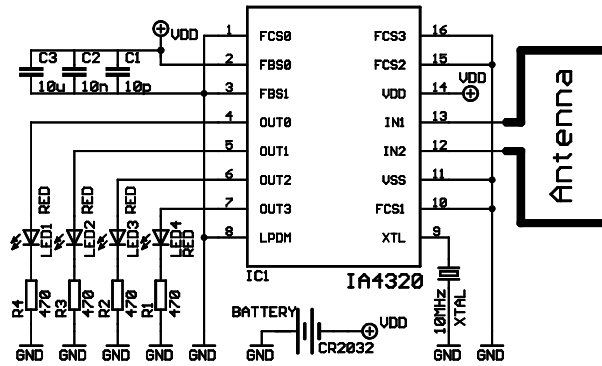 VDD
C3 C2 C1
10u 10n 10p
1 FCS0 FCS3 16
2 FBS0 FCS2 15
3 FBS1 VDD 14 VDD
4 OUT0 IN1 13
5 OUT1 IN2 12
6 OUT2 VSS 11
7 OUT3 FCS1 10
8 LPDM XTL 9
IC1 IA4320
Antenna
LED1 RED
LED2 RED
LED3 RED
LED4 RED
R4 470
R3 470
R2 470
R1 470
10MHz XTAL
BATTERY
VDD
CR2032
GND GND GND GND GND GND GND GND